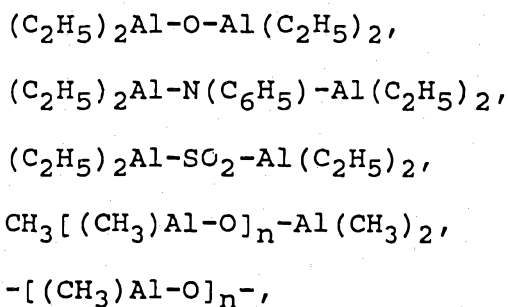 (C₂H₅)₂Al-O-Al(C₂H₅)₂,
(C₂H₅)₂Al-N(C₆H₅)-Al(C₂H₅)₂,
(C₂H₅)₂Al-SO₂-Al(C₂H₅)₂,
CH₃[(CH₃)Al-O]ₙ-Al(CH₃)₂,
-[(CH₃)Al-O]ₙ-,